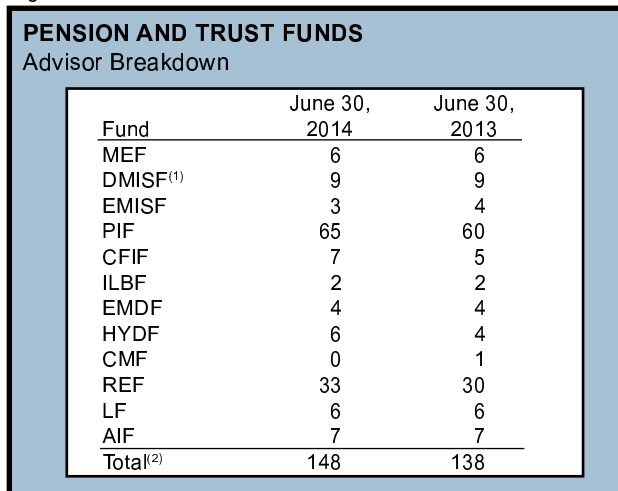 PENSION AND TRUST FUNDS
Advisor Breakdown
June 30, June 30,
Fund 2014 2013
MEF 6 6
DMISF(1) 9 9
EMISF 3 4
PIF 65 60
CFIF 7 5
ILBF 2 2
EMDF 4 4
HYDF 6 4
CMF 0 1
REF 33 30
LF 6 6
AIF 7 7
Total(2) 148 138